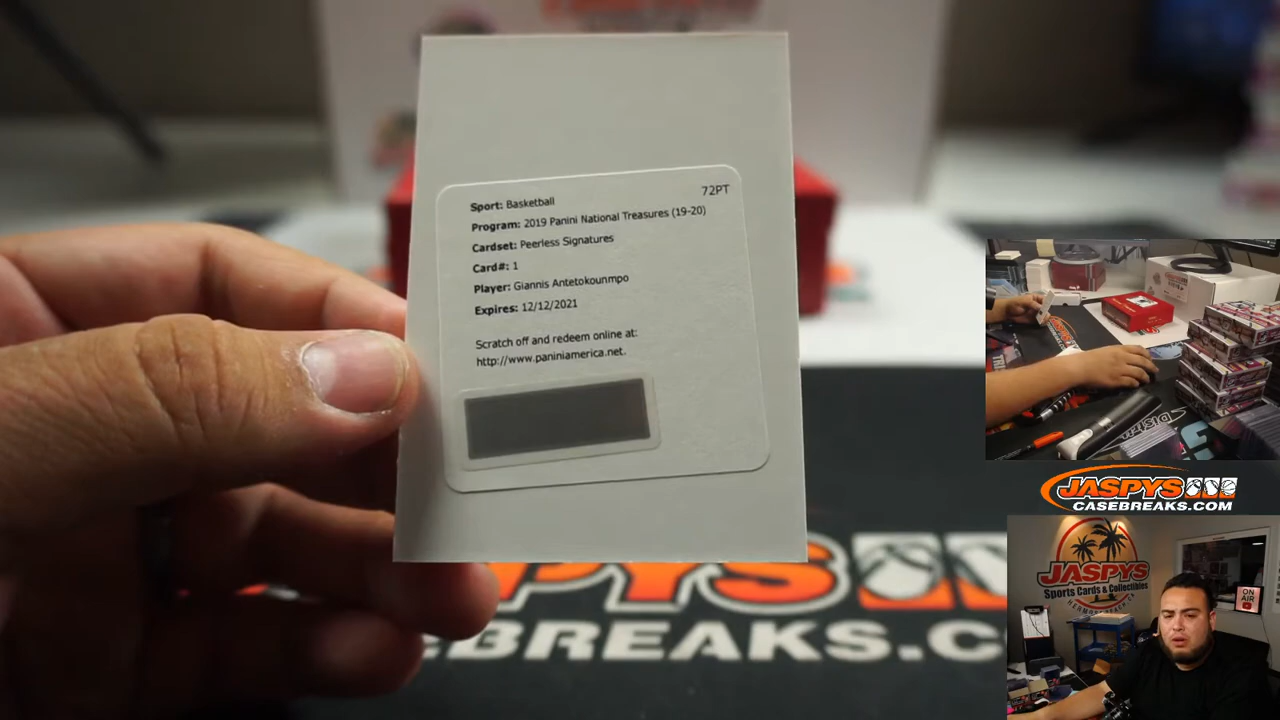 72PT
Sport: Basketball
Program: 2019 Panini National Treasures (19-20)
Cardset: Peerless Signatures
Card#: 1
Player: Giannis Antetokounmpo
Expires: 12/12/2021
Scratch off and redeem online at:
http://www.paniniamerica.net.
JASPYS
CASEBREAKS.COM
JASPYS
Sports Cards & Collectibles
ON
AIR